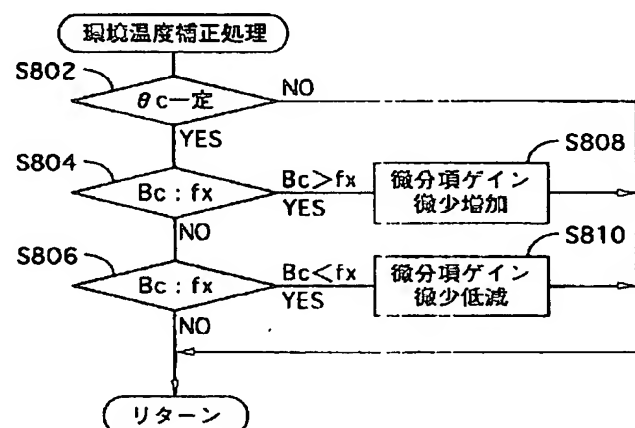 環境温度補正処理
S802
NO
θc一定
YES
S804
S808
Bc:fx
Bc>fx
YES
微分項ゲイン
微少増加
NO
S806
S810
Bc:fx
Bc<fx
YES
微分項ゲイン
微少低減
NO
リターン